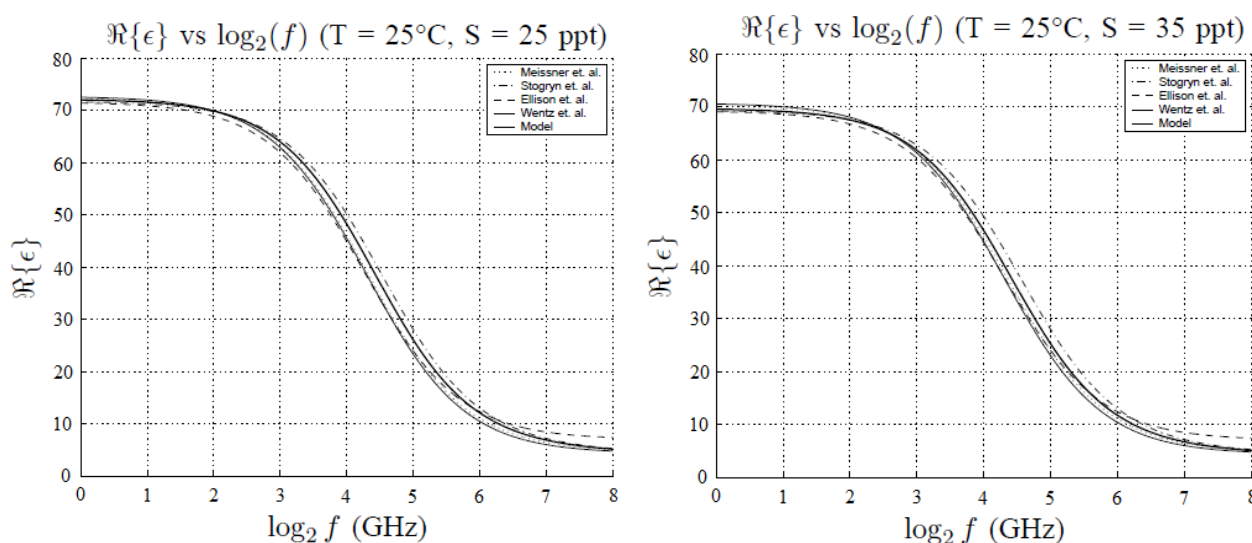 ℜ{ϵ} vs log₂(f) (T = 25°C, S = 25 ppt)
80
70
60
50
40
30
20
10
0
ℜ{ϵ}
Meissner et. al.
Stogryn et. al.
Ellison et. al.
Wentz et. al.
Model
0 1 2 3 4 5 6 7 8
log₂ f (GHz)
ℜ{ϵ} vs log₂(f) (T = 25°C, S = 35 ppt)
80
70
60
50
40
30
20
10
0
ℜ{ϵ}
Meissner et. al.
Stogryn et. al.
Ellison et. al.
Wentz et. al.
Model
0 1 2 3 4 5 6 7 8
log₂ f (GHz)